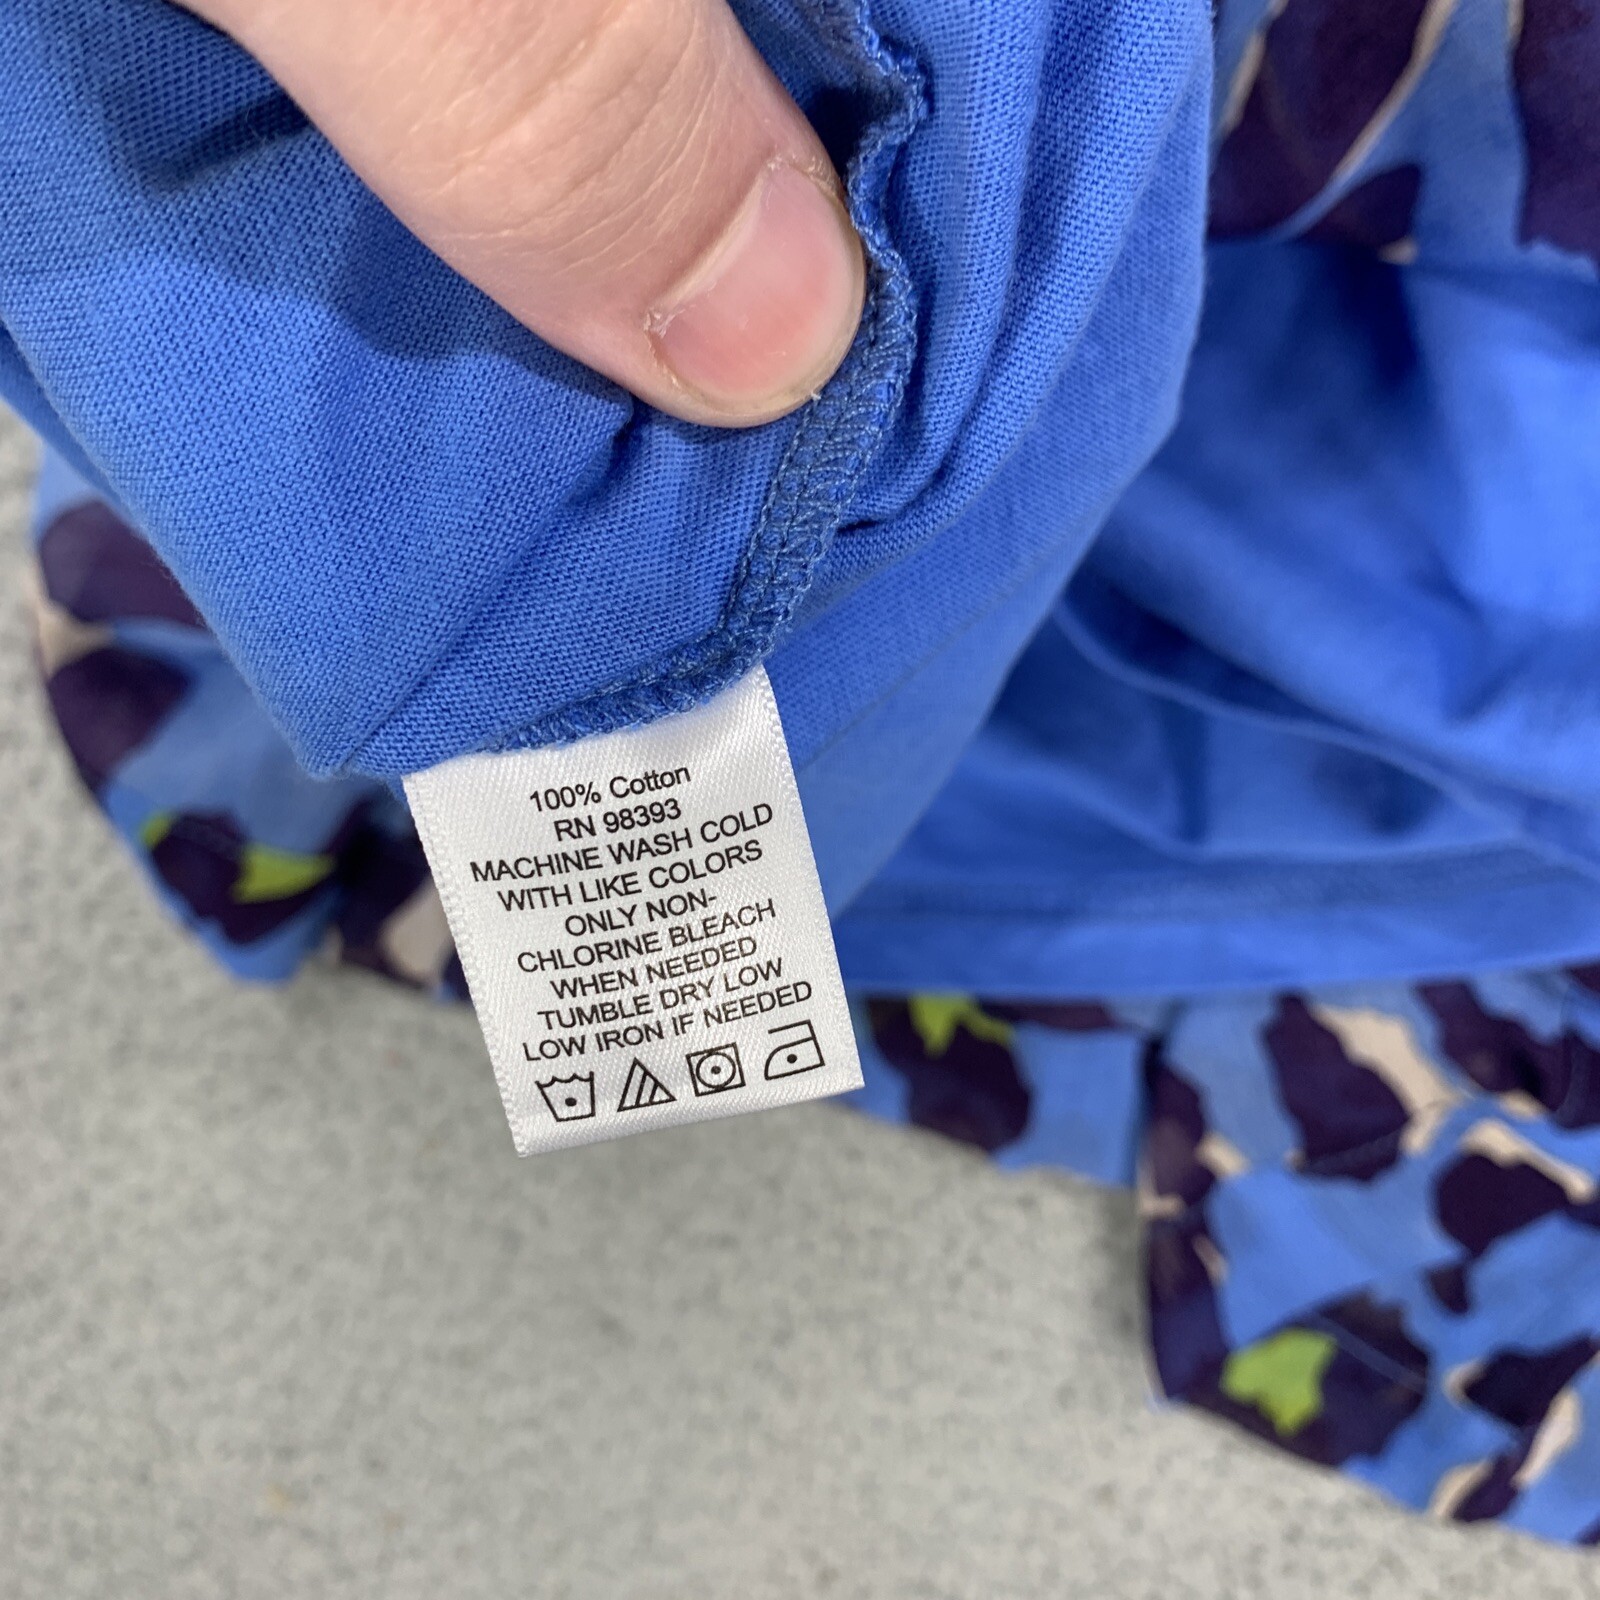 100% Cotton
RN 98393
MACHINE WASH COLD
WITH LIKE COLORS
ONLY NON-
CHLORINE BLEACH
WHEN NEEDED
TUMBLE DRY LOW
LOW IRON IF NEEDED